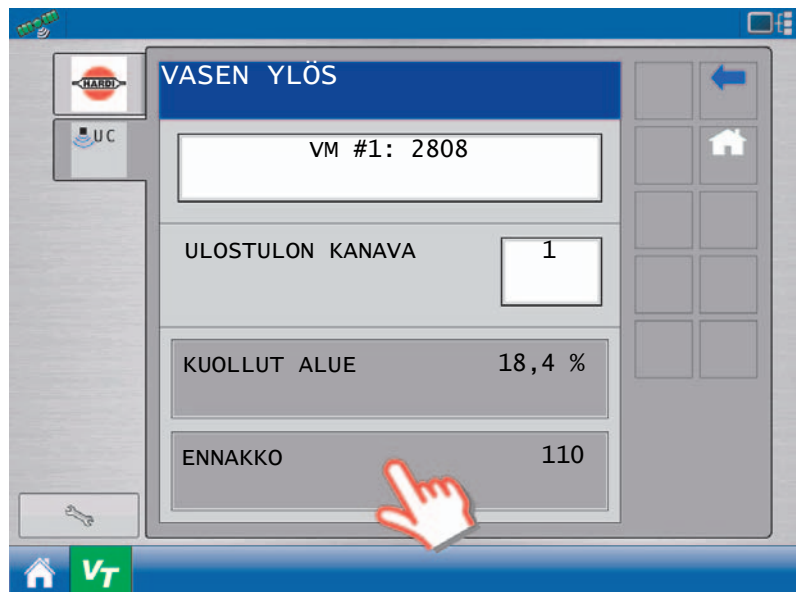 HARDI
VASEN YLÖS
UC
VM #1: 2808
ULOSTULON KANAVA 1
KUOLLUT ALUE 18,4 %
ENNAKKO 110
VT